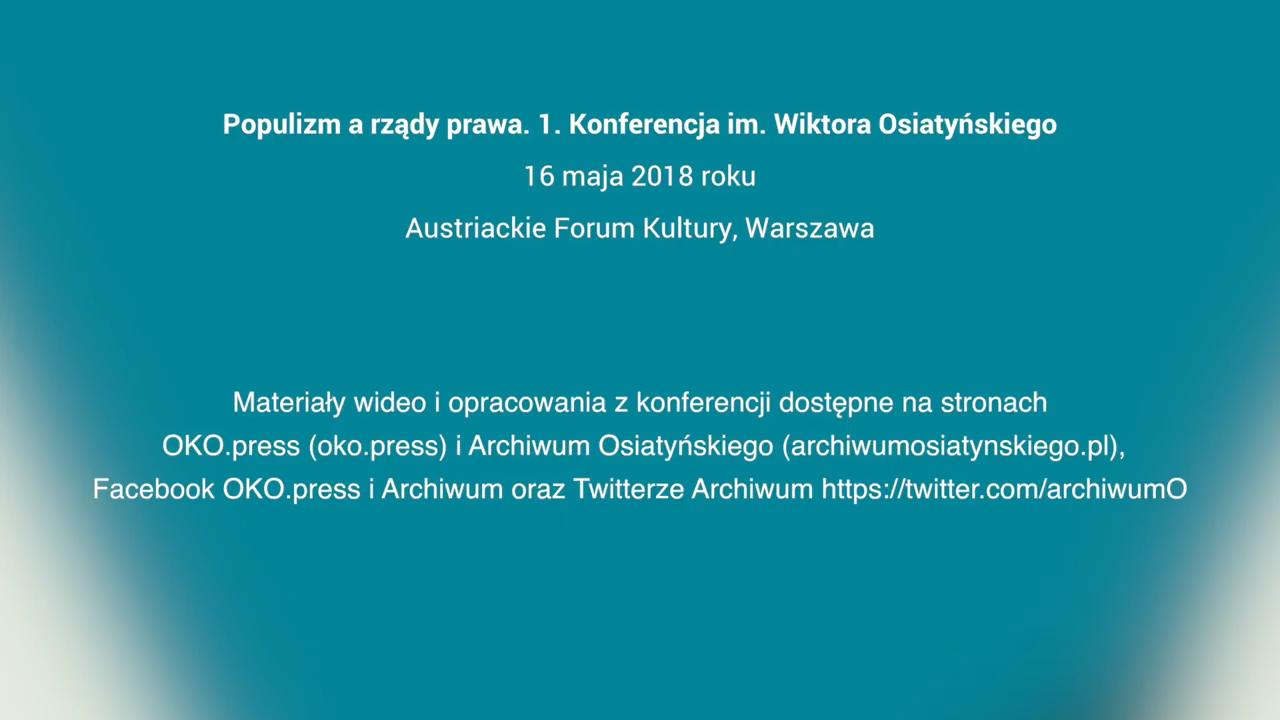 Populizm a rządy prawa. 1. Konferencja im. Wiktora Osiatyńskiego
16 maja 2018 roku
Austriackie Forum Kultury, Warszawa
Materiały wideo i opracowania z konferencji dostępne na stronach
OKO.press (oko.press) i Archiwum Osiatyńskiego (archiwumosiatynskiego.pl),
Facebook OKO.press i Archiwum oraz Twitterze Archiwum https://twitter.com/archiwumO